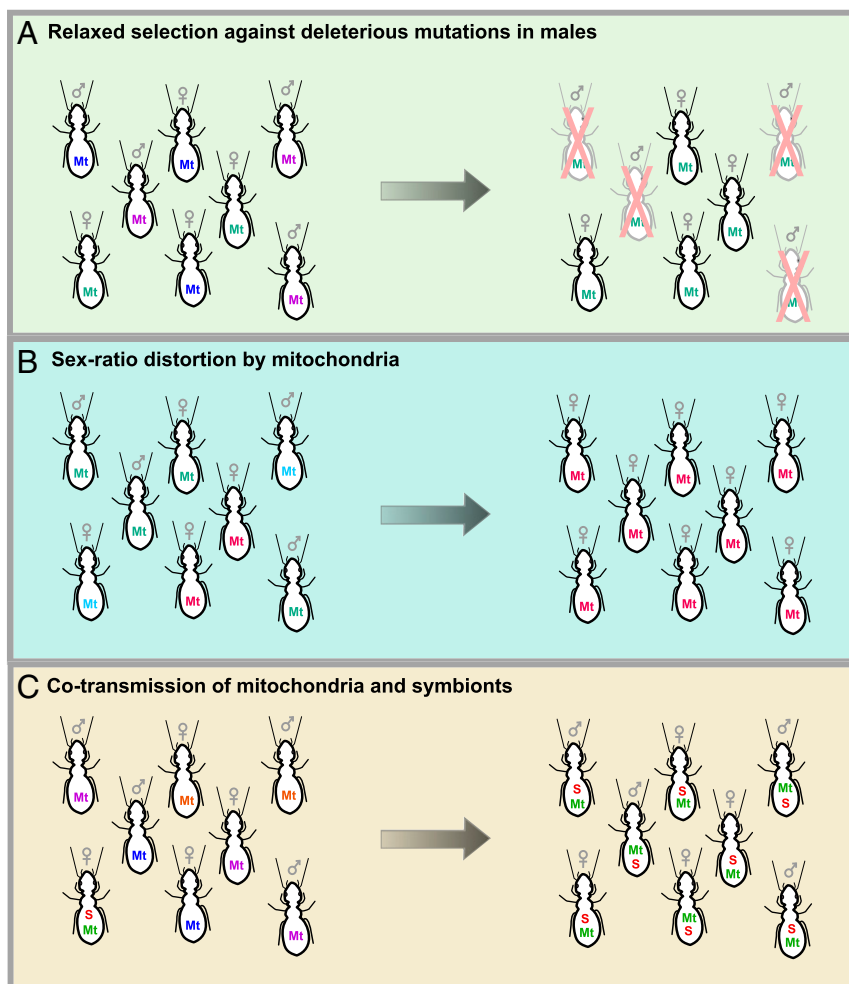 A Relaxed selection against deleterious mutations in males
Mt Mt Mt
Mt Mt
Mt Mt Mt
Mt Mt Mt
Mt Mt
Mt Mt Mt
B Sex-ratio distortion by mitochondria
Mt Mt Mt
Mt Mt
Mt Mt Mt
Mt Mt Mt
Mt Mt
Mt Mt Mt
C Co-transmission of mitochondria and symbionts
Mt Mt Mt
Mt Mt
S
Mt Mt Mt
S S Mt
Mt Mt S
Mt S
S Mt
S Mt S
Mt S Mt